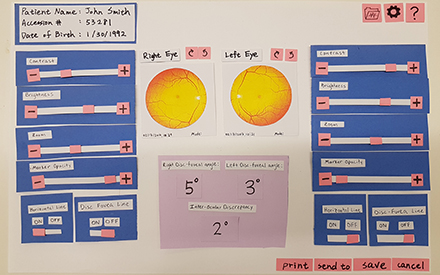 Patient Name: John Smith
Accession # : 53281
Date of Birth : 1/30/1992
?
Right Eye
Left Eye
Contrast
- +
Brightness
- +
Zoom
- +
Marker Opacity
- +
Horizontal Line
ON OFF
Disc-Fovea Line
ON OFF
Right Disc-foveal angle:
5°
Left Disc-foveal angle:
3°
Inter-Ocular Discrepancy
2°
Contrast
- +
Brightness
- +
Zoom
- +
Marker Opacity
- +
Horizontal Line
ON OFF
Disc-Fovea Line
ON OFF
print send to save cancel